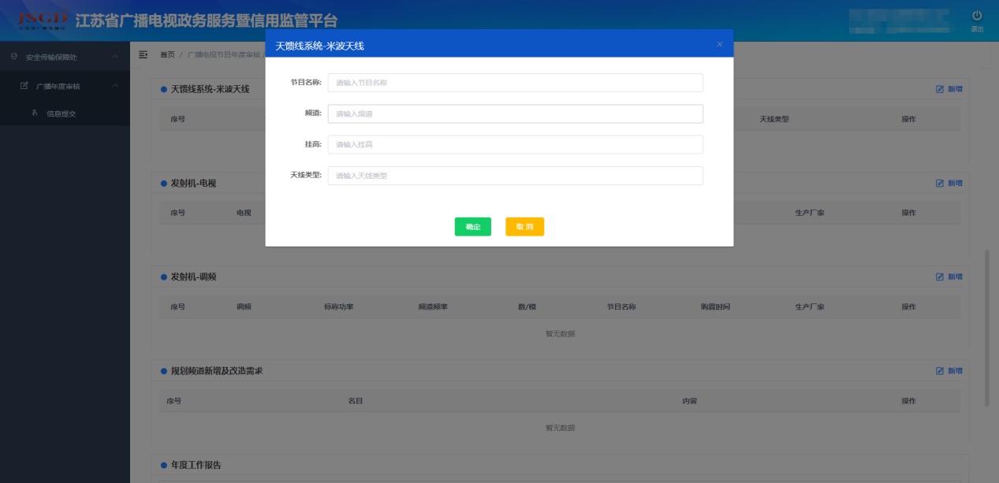 JSGD 江苏省广播电视政务服务暨信用监管平台
退出
安全传输保障处
广播年度审核
信息提交
首页 / 广播电视节目年度审核 /
天馈线系统-米波天线
节目名称: 请输入节目名称
频道: 请输入频道
挂高: 请输入挂高
天线类型: 请输入天线类型
确定 取消
天馈线系统-米波天线 新增
序号 天线类型 操作
发射机-电视 新增
序号 电视 生产厂家 操作
发射机-调频 新增
序号 调频 标称功率 频道频率 数/模 节目名称 购置时间 生产厂家 操作
暂无数据
规划频道新增及改造需求 新增
序号 名目 内容 操作
暂无数据
年度工作报告